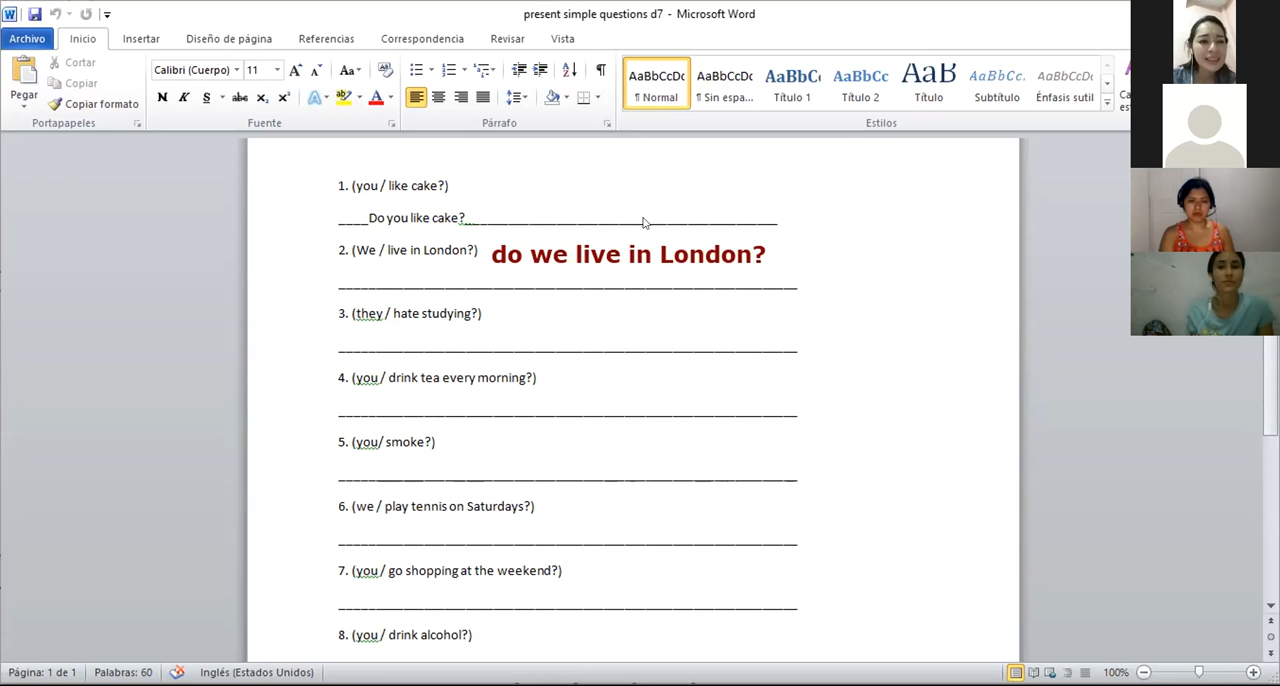 present simple questions d7 - Microsoft Word
Archivo Inicio Insertar Diseño de página Referencias Correspondencia Revisar Vista
Pegar
Cortar
Copiar
Copiar formato
Portapapeles
Calibri (Cuerpo) 11
N K S abc x₂ x²
Fuente
Párrafo
AaBbCcDc AaBbCcDc AaBbC AaBbCc AaB AaBbCc. AaBbCcDc
¶ Normal ¶ Sin espa... Título 1 Título 2 Título Subtítulo Énfasis sutil
Estilos
1. (you / like cake?)
____Do you like cake?__________
2. (We / live in London?) do we live in London?
3. (they / hate studying?)
4. (you / drink tea every morning?)
5. (you/ smoke?)
6. (we / play tennis on Saturdays?)
7. (you / go shopping at the weekend?)
8. (you / drink alcohol?)
Página: 1 de 1 Palabras: 60 Inglés (Estados Unidos) 100%